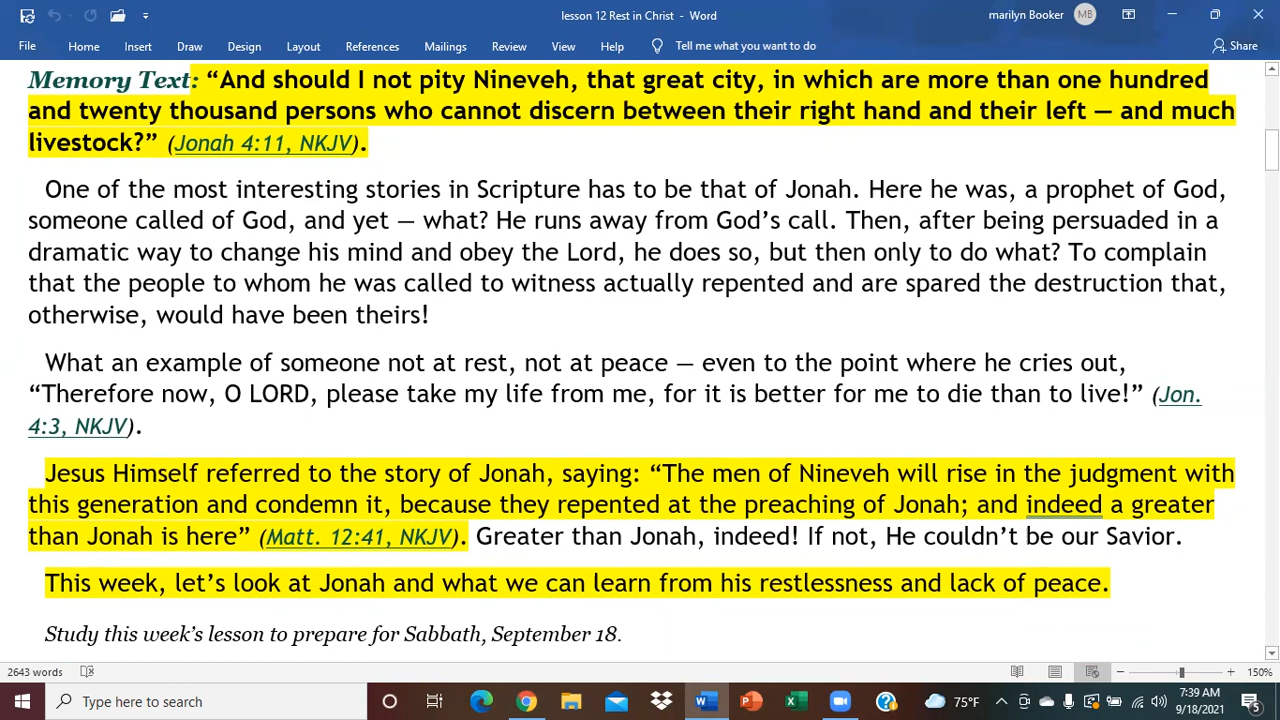 lesson 12 Rest in Christ - Word
marilyn Booker MB
File Home Insert Draw Design Layout References Mailings Review View Help Tell me what you want to do Share
Memory Text: “And should I not pity Nineveh, that great city, in which are more than one hundred
and twenty thousand persons who cannot discern between their right hand and their left — and much
livestock?” (Jonah 4:11, NKJV).
One of the most interesting stories in Scripture has to be that of Jonah. Here he was, a prophet of God,
someone called of God, and yet — what? He runs away from God’s call. Then, after being persuaded in a
dramatic way to change his mind and obey the Lord, he does so, but then only to do what? To complain
that the people to whom he was called to witness actually repented and are spared the destruction that,
otherwise, would have been theirs!
What an example of someone not at rest, not at peace — even to the point where he cries out,
“Therefore now, O LORD, please take my life from me, for it is better for me to die than to live!” (Jon.
4:3, NKJV).
Jesus Himself referred to the story of Jonah, saying: “The men of Nineveh will rise in the judgment with
this generation and condemn it, because they repented at the preaching of Jonah; and indeed a greater
than Jonah is here” (Matt. 12:41, NKJV). Greater than Jonah, indeed! If not, He couldn’t be our Savior.
This week, let’s look at Jonah and what we can learn from his restlessness and lack of peace.
Study this week’s lesson to prepare for Sabbath, September 18.
2643 words 150%
Type here to search 75°F 7:39 AM
9/18/2021 5